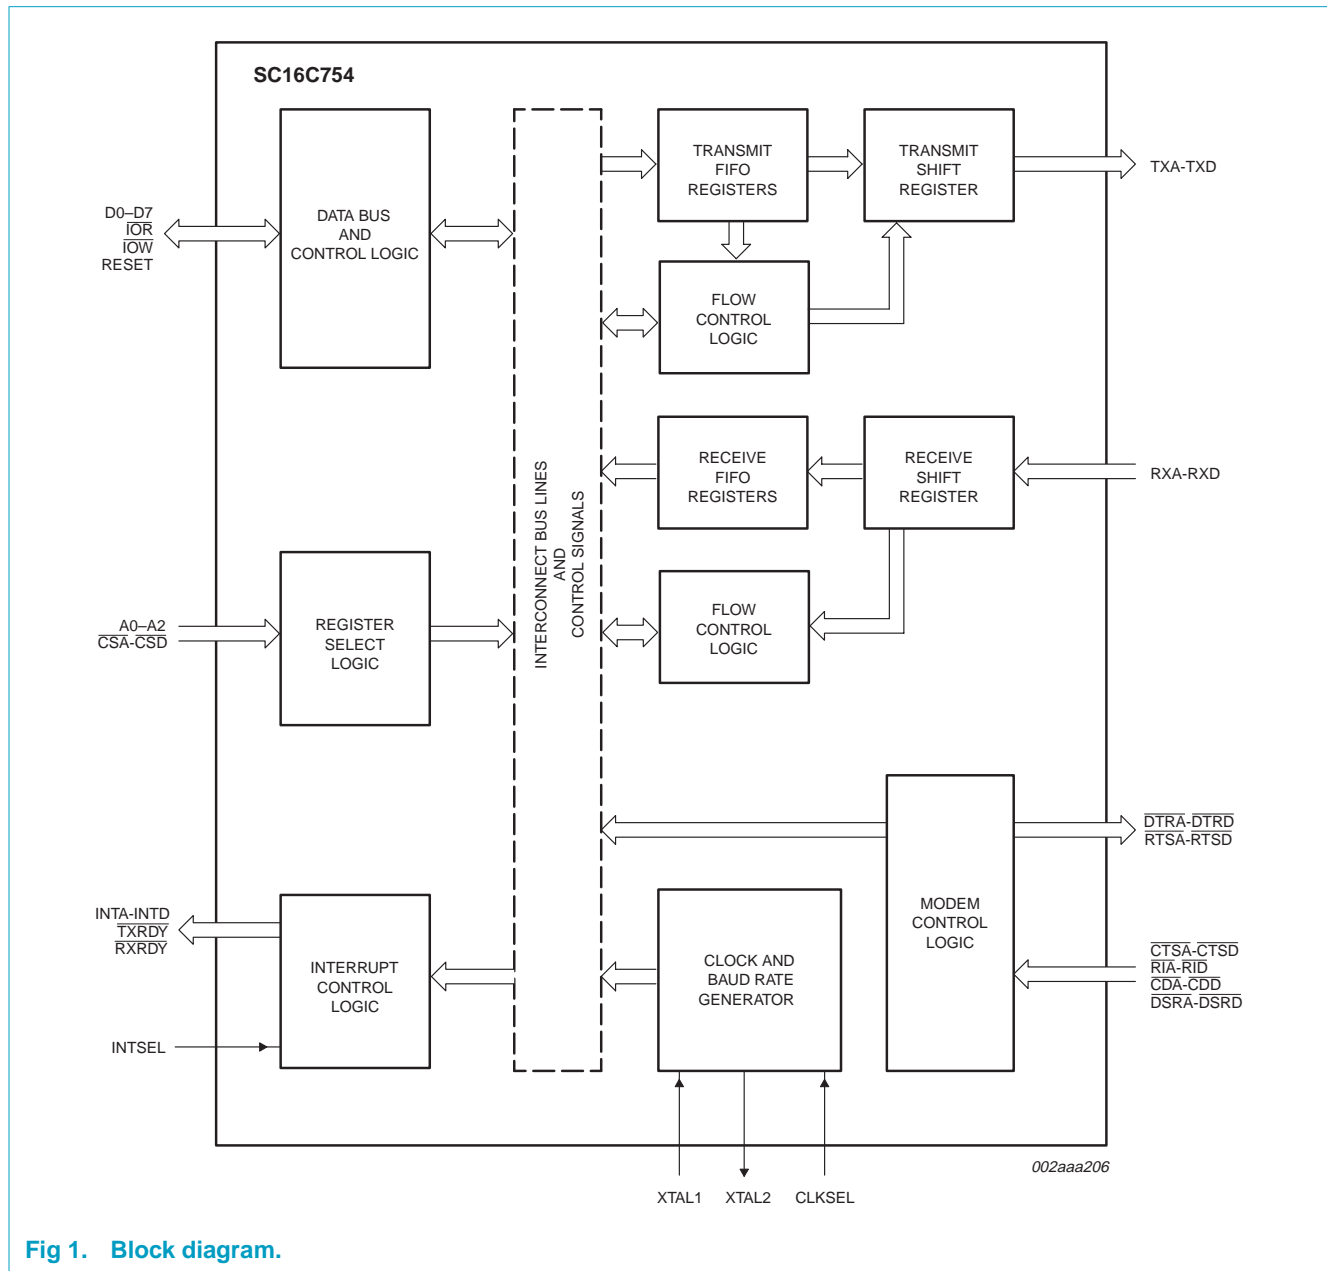 SC16C754
D0–D7
IOR
IOW
RESET
DATA BUS
AND
CONTROL LOGIC
TRANSMIT
FIFO
REGISTERS
TRANSMIT
SHIFT
REGISTER
TXA-TXD
FLOW
CONTROL
LOGIC
INTERCONNECT BUS LINES
AND
CONTROL SIGNALS
RECEIVE
FIFO
REGISTERS
RECEIVE
SHIFT
REGISTER
RXA-RXD
A0–A2
CSA-CSD
REGISTER
SELECT
LOGIC
FLOW
CONTROL
LOGIC
DTRA-DTRD
RTSA-RTSD
MODEM
CONTROL
LOGIC
CTSA-CTSD
RIA-RID
CDA-CDD
DSRA-DSRD
INTA-INTD
TXRDY
RXRDY
INTERRUPT
CONTROL
LOGIC
INTSEL
CLOCK AND
BAUD RATE
GENERATOR
XTAL1
XTAL2
CLKSEL
002aaa206
Fig 1. Block diagram.